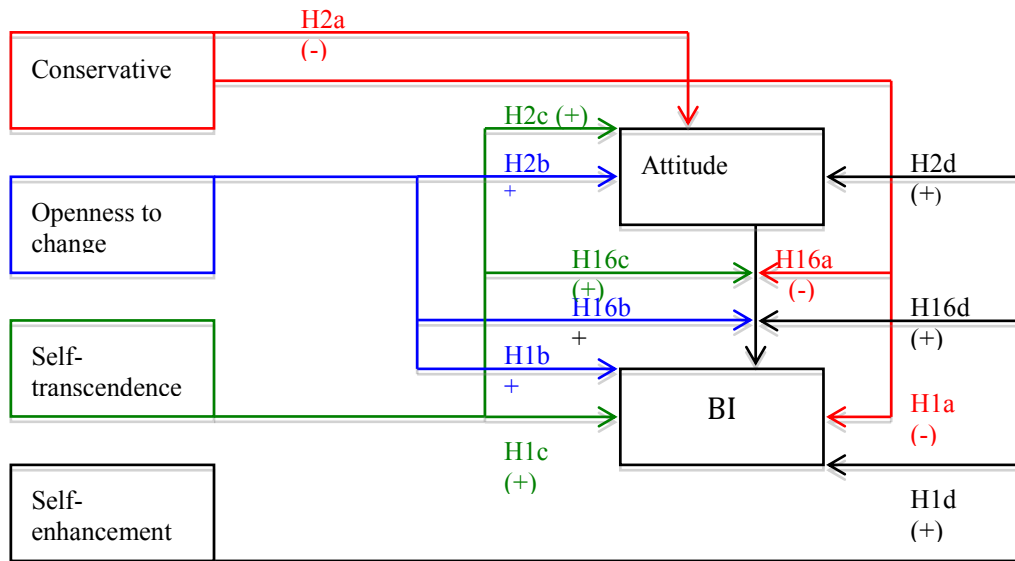 H2a
(-)
Conservative
H2c (+)
H2b
+
Attitude
H2d
(+)
Openness to
change
H16c
(+)
H16a
(-)
H16b
+
H16d
(+)
Self-
transcendence
H1b
+
BI
H1a
(-)
H1c
(+)
Self-
enhancement
H1d
(+)